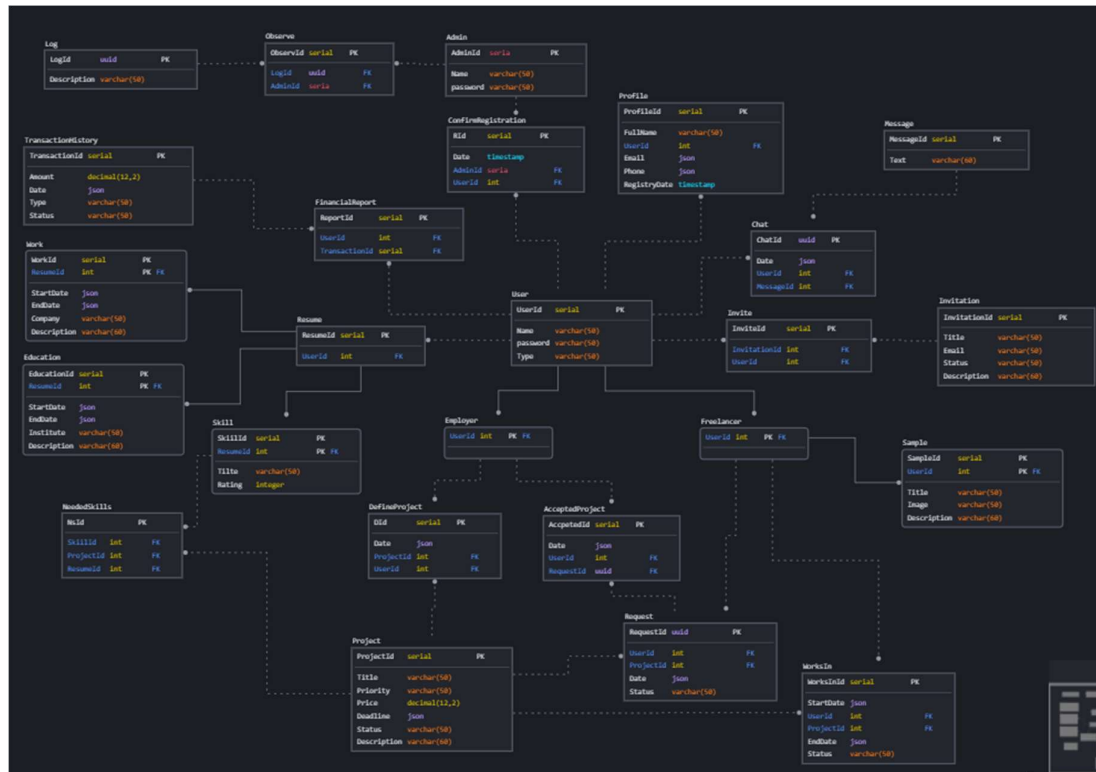 Log
LogId uuid PK
Description varchar(50)
Observe
ObservId serial PK
LogId uuid FK
AdminId seria FK
Admin
AdminId seria PK
Name varchar(50)
password varchar(50)
ConfirmRegistration
RId serial PK
Date timestamp
AdminId seria FK
UserId int FK
Profile
ProfileId serial PK
FullName varchar(50)
UserId int FK
Email json
Phone json
RegistryDate timestamp
Message
MessageId serial PK
Text varchar(60)
TransactionHistory
TransactionId serial PK
Amount decimal(12,2)
Date json
Type varchar(50)
Status varchar(50)
FinancialReport
ReportId serial PK
UserId int FK
TransactionId serial FK
Chat
ChatId uuid PK
Date json
UserId int FK
MessageId int FK
Work
WorkId serial PK
ResumeId int PK FK
StartDate json
EndDate json
Company varchar(50)
Description varchar(60)
User
UserId serial PK
Name varchar(50)
password varchar(50)
Type varchar(50)
Invite
InviteId serial PK
InvitationId int FK
UserId int FK
Invitation
InvitationId serial PK
Title varchar(50)
Email varchar(50)
Status varchar(50)
Description varchar(60)
Resume
ResumeId serial PK
UserId int FK
Education
EducationId serial PK
ResumeId int PK FK
StartDate json
EndDate json
Institute varchar(50)
Description varchar(60)
Skill
SkillId serial PK
ResumeId int PK FK
Tilte varchar(50)
Rating integer
Employer
UserId int PK FK
Freelancer
UserId int PK FK
Sample
SampleId serial PK
UserId int PK FK
Title varchar(50)
Image varchar(50)
Description varchar(60)
NeededSkills
NsId PK
SkillId int FK
ProjectId int FK
ResumeId int FK
DefineProject
DId serial PK
Date json
ProjectId int FK
UserId int FK
AcceptedProject
AccpetedId serial PK
Date json
UserId int FK
RequestId uuid FK
Request
RequestId uuid PK
UserId int FK
ProjectId int FK
Date json
Status varchar(50)
Project
ProjectId serial PK
Title varchar(50)
Priority varchar(50)
Price decimal(12,2)
Deadline json
Status varchar(50)
Description varchar(60)
WorksIn
WorksInId serial PK
StartDate json
UserId int FK
ProjectId int FK
EndDate json
Status varchar(50)